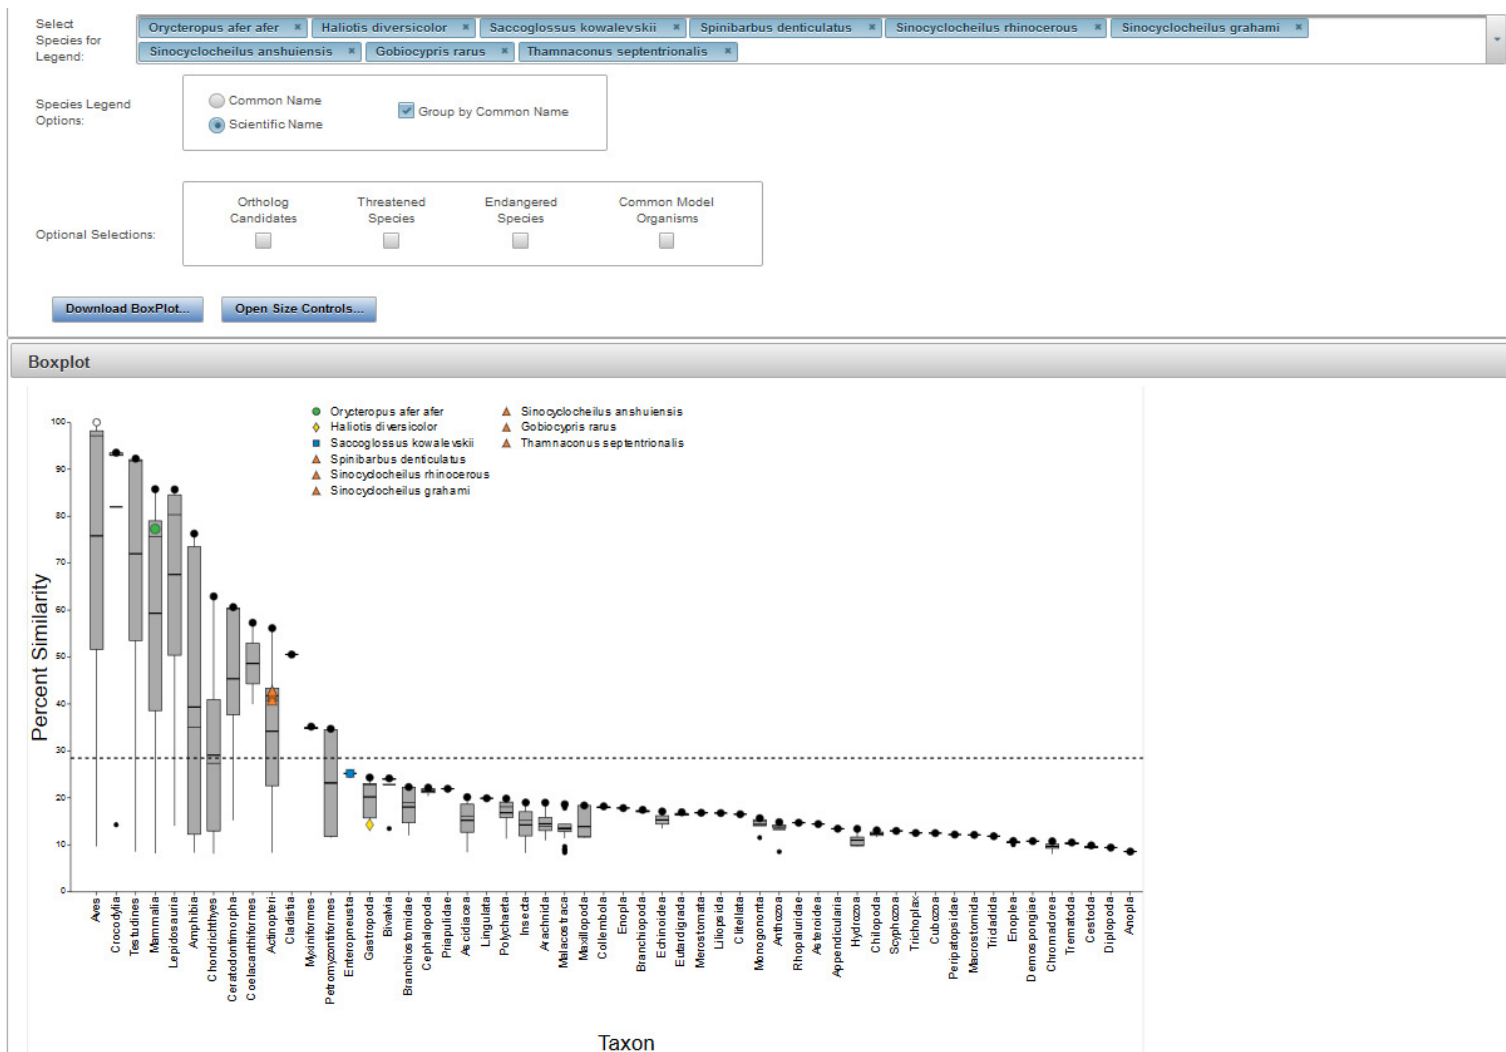 Select
Species for
Legend:
Orycteropus afer afer × Haliotis diversicolor × Saccoglossus kowalevskii × Spinibarbus denticulatus × Sinocyclocheilus rhinocerous × Sinocyclocheilus grahami ×
Sinocyclocheilus anshuiensis × Gobiocypris rarus × Thamnaconus septentrionalis ×
Species Legend
Options:
Common Name
Scientific Name
Group by Common Name
Optional Selections:
Ortholog
Candidates
Threatened
Species
Endangered
Species
Common Model
Organisms
Download BoxPlot...
Open Size Controls...
Boxplot
Orycteropus afer afer
Haliotis diversicolor
Saccoglossus kowalevskii
Spinibarbus denticulatus
Sinocyclocheilus rhinocerous
Sinocyclocheilus grahami
Sinocyclocheilus anshuiensis
Gobiocypris rarus
Thamnaconus septentrionalis
Percent Similarity
100
90
80
70
60
50
40
30
20
10
0
Aves
Crocodylia
Testudines
Mammalia
Lepidosauria
Amphibia
Chondrichthyes
Ceratodontimorpha
Coelacanthiformes
Actinopteri
Cladistia
Myxiniformes
Petromyzontiformes
Enteropneusta
Gastropoda
Bivalvia
Branchiostomidae
Cephalopoda
Priapulidae
Ascidiacea
Lingulata
Polychaeta
Insecta
Arachnida
Malacostraca
Maxillopoda
Collembola
Enopla
Branchiopoda
Echinoidea
Eutardigrada
Merostomata
Liliopsida
Clitellata
Monogononta
Anthozoa
Rhopaluridae
Asteroidea
Appendicularia
Hydrozoa
Chilopoda
Scyphozoa
Trichoplax
Cubozoa
Peripatopsidae
Macrostomida
Tricladida
Enoplea
Demospongiae
Chromadorea
Trematoda
Cestoda
Diplopoda
Anopla
Taxon